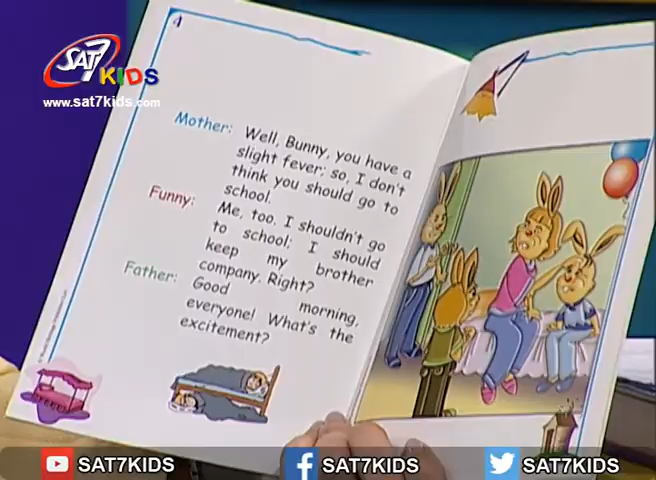 4
SAT7
KIDS
www.sat7kids.com
Mother: Well, Bunny, you have a
slight fever; so, I don't
think you should go to
school.
Funny: Me, too. I shouldn't go
to school; I should
keep my brother
company. Right?
Father: Good morning,
everyone! What's the
excitement?
SAT7KIDS
SAT7KIDS
SAT7KIDS